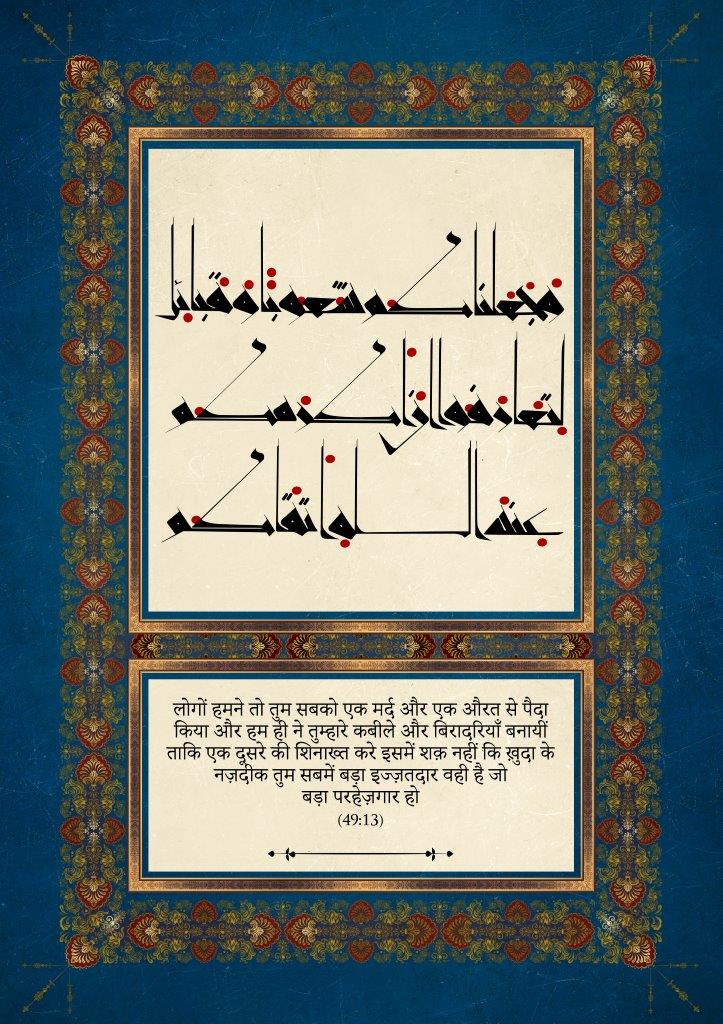 وجعلناكم شعوبا وقبائل
لتعارفوا إن أكرمكم
عند الله أتقاكم
लोगों हमने तो तुम सबको एक मर्द और एक औरत से पैदा
किया और हम ही ने तुम्हारे कबीले और बिरादरियाँ बनायीं
ताकि एक दूसरे की शिनाख्त करे इसमें शक़ नहीं कि ख़ुदा के
नज़दीक तुम सबमें बड़ा इज्ज़तदार वही है जो
बड़ा परहेज़गार हो
(49:13)